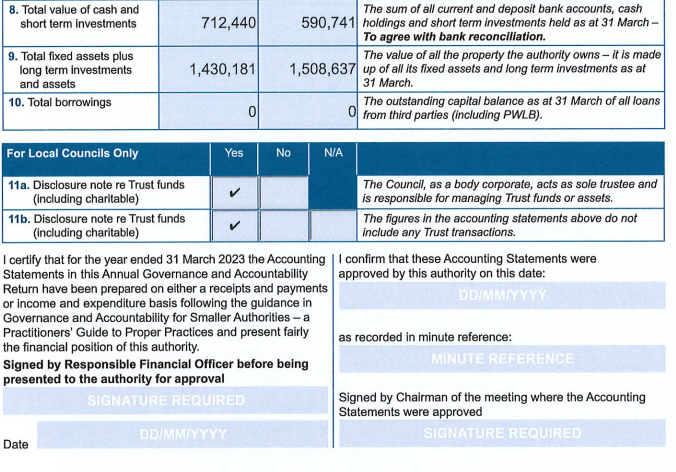 8. Total value of cash and
short term investments
712,440
590,741
The sum of all current and deposit bank accounts, cash
holdings and short term investments held as at 31 March –
To agree with bank reconciliation.
9. Total fixed assets plus
long term investments
and assets
1,430,181
1,508,637
The value of all the property the authority owns – it is made
up of all its fixed assets and long term investments as at
31 March.
10. Total borrowings
0
0
The outstanding capital balance as at 31 March of all loans
from third parties (including PWLB).
For Local Councils Only
Yes
No
N/A
11a. Disclosure note re Trust funds
(including charitable)
✔
The Council, as a body corporate, acts as sole trustee and
is responsible for managing Trust funds or assets.
11b. Disclosure note re Trust funds
(including charitable)
✔
The figures in the accounting statements above do not
include any Trust transactions.
I certify that for the year ended 31 March 2023 the Accounting
Statements in this Annual Governance and Accountability
Return have been prepared on either a receipts and payments
or income and expenditure basis following the guidance in
Governance and Accountability for Smaller Authorities – a
Practitioners' Guide to Proper Practices and present fairly
the financial position of this authority.
Signed by Responsible Financial Officer before being
presented to the authority for approval
SIGNATURE REQUIRED
Date
DD/MM/YYYY
I confirm that these Accounting Statements were
approved by this authority on this date:
DD/MM/YYYY
as recorded in minute reference:
MINUTE REFERENCE
Signed by Chairman of the meeting where the Accounting
Statements were approved
SIGNATURE REQUIRED